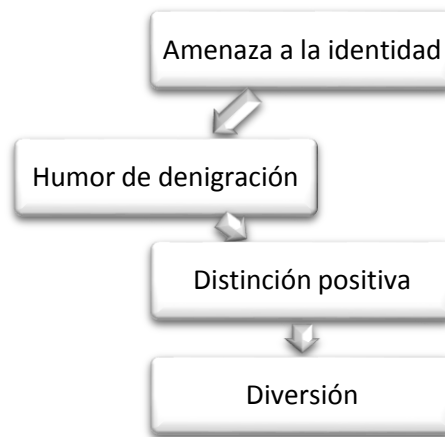 Amenaza a la identidad
Humor de denigración
Distinción positiva
Diversión